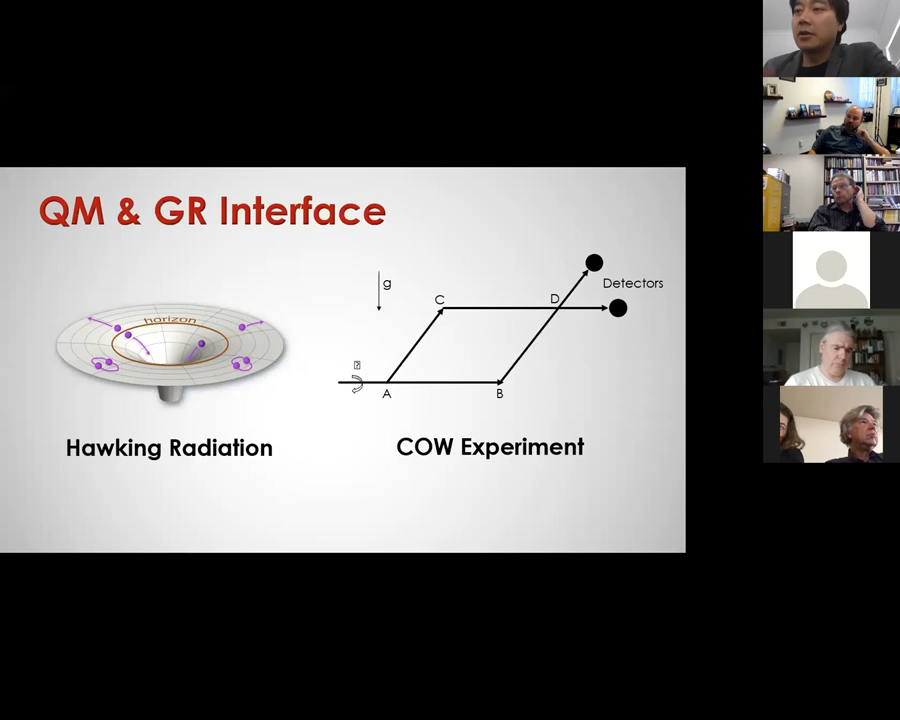 QM & GR Interface
horizon
g
C
D
Detectors
A
B
Hawking Radiation
COW Experiment